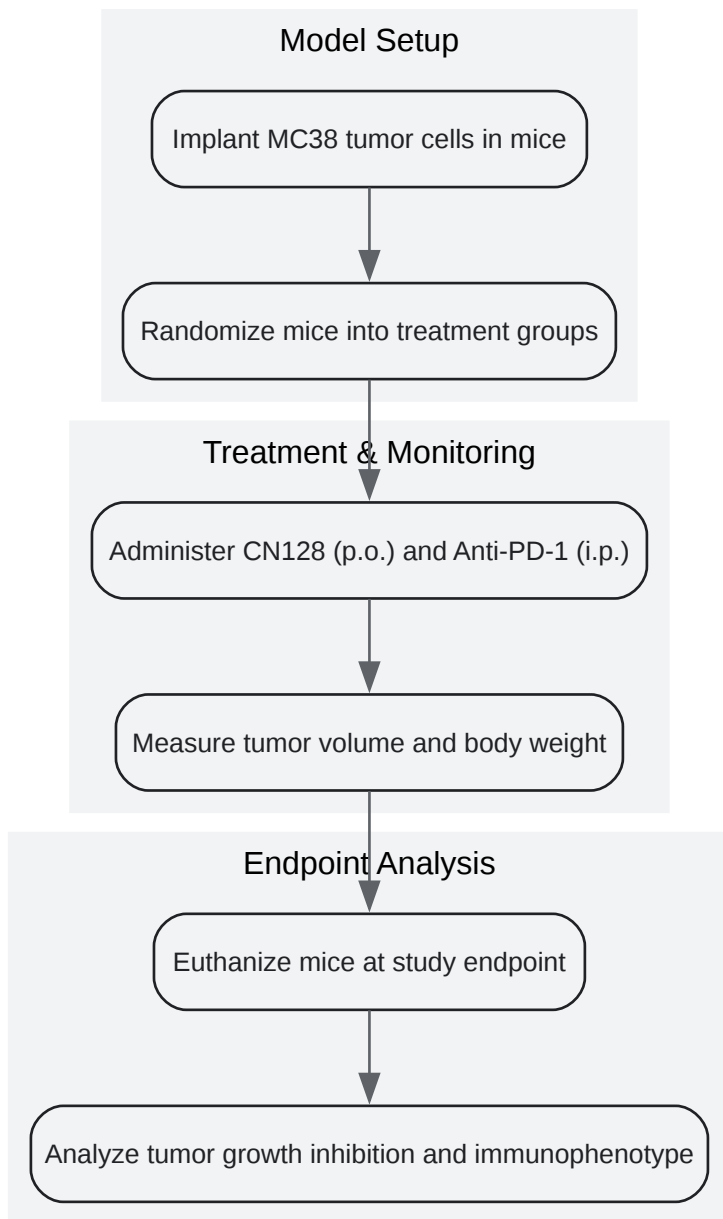 Model Setup
Implant MC38 tumor cells in mice
Randomize mice into treatment groups
Treatment & Monitoring
Administer CN128 (p.o.) and Anti-PD-1 (i.p.)
Measure tumor volume and body weight
Endpoint Analysis
Euthanize mice at study endpoint
Analyze tumor growth inhibition and immunophenotype